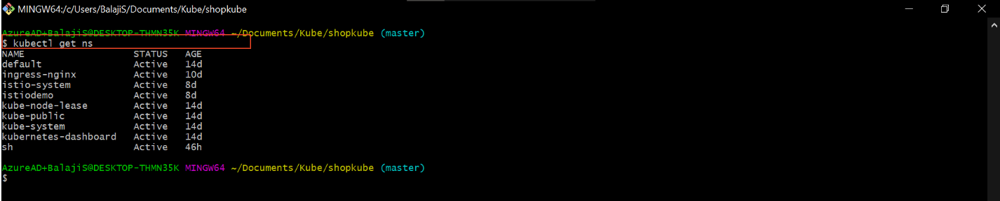 MINGW64:/c/Users/BalajiS/Documents/Kube/shopkube
AzureAD+BalajiS@DESKTOP-THMN35K MINGW64 ~/Documents/Kube/shopkube (master)
$ kubectl get ns
NAME STATUS AGE
default Active 14d
ingress-nginx Active 10d
istio-system Active 8d
istiodemo Active 8d
kube-node-lease Active 14d
kube-public Active 14d
kube-system Active 14d
kubernetes-dashboard Active 14d
sh Active 46h
AzureAD+BalajiS@DESKTOP-THMN35K MINGW64 ~/Documents/Kube/shopkube (master)
$